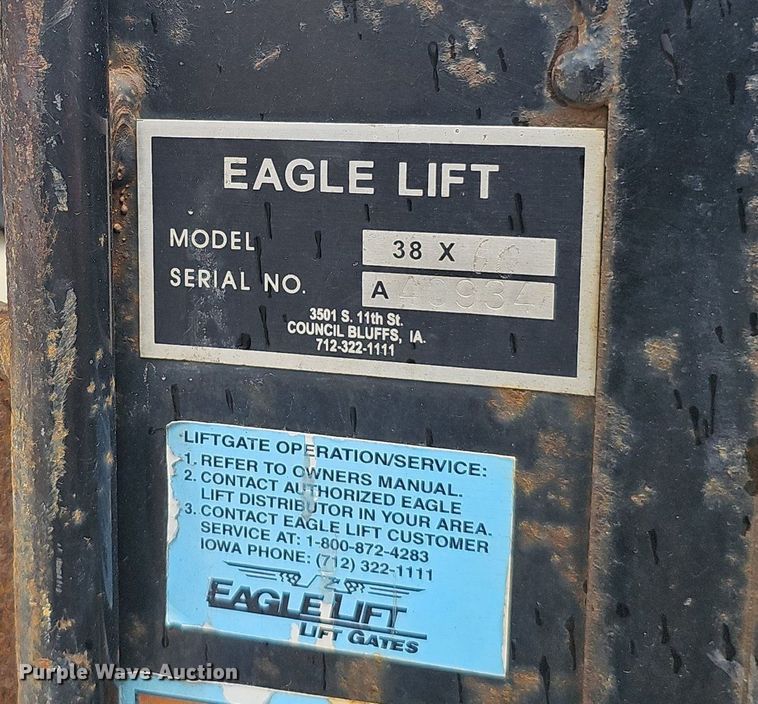 EAGLE LIFT
MODEL 38 X
SERIAL NO. A
3501 S. 11th St.
COUNCIL BLUFFS, IA.
712-322-1111
LIFTGATE OPERATION/SERVICE:
1. REFER TO OWNERS MANUAL.
2. CONTACT AUTHORIZED EAGLE
LIFT DISTRIBUTOR IN YOUR AREA.
3. CONTACT EAGLE LIFT CUSTOMER
SERVICE AT: 1-800-872-4283
IOWA PHONE: (712) 322-1111
EAGLE LIFT
LIFT GATES
Purple Wave Auction